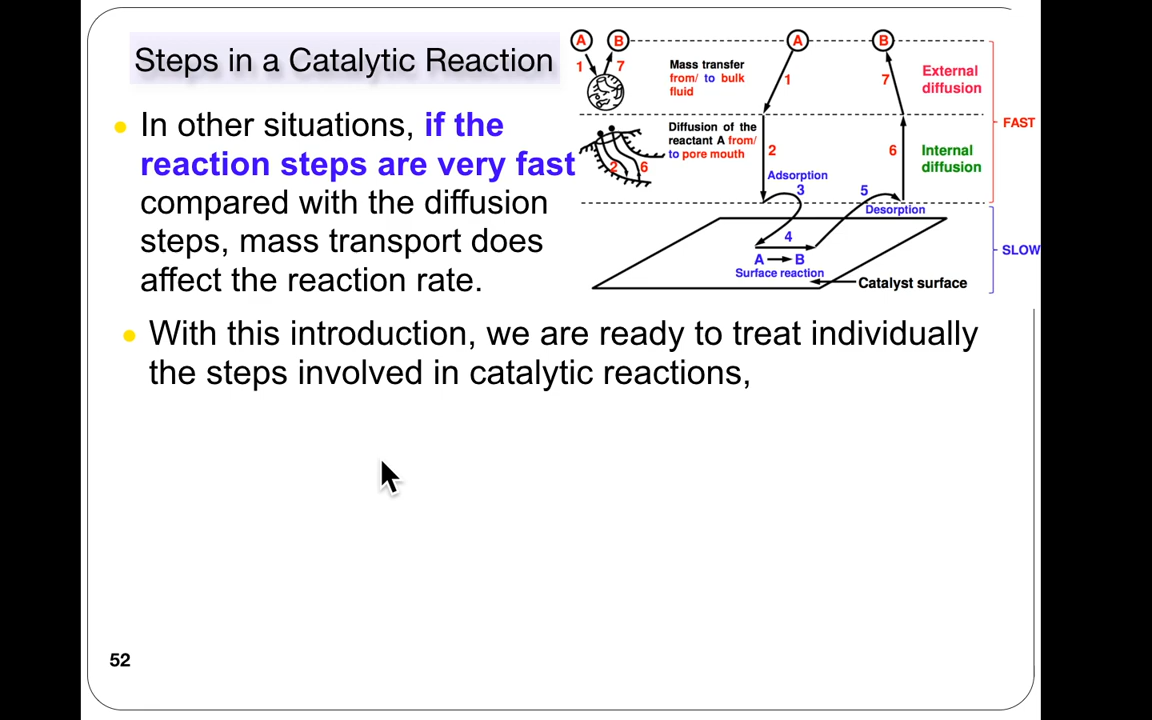 Steps in a Catalytic Reaction
In other situations, if the
reaction steps are very fast
compared with the diffusion
steps, mass transport does
affect the reaction rate.
With this introduction, we are ready to treat individually
the steps involved in catalytic reactions,
A B A B
1 7
Mass transfer
from/ to bulk
fluid
1 7
External
diffusion
FAST
Diffusion of the
reactant A from/
to pore mouth
2 6
2 6
Internal
diffusion
Adsorption
3 5
Desorption
4
A B
Surface reaction
SLOW
Catalyst surface
52